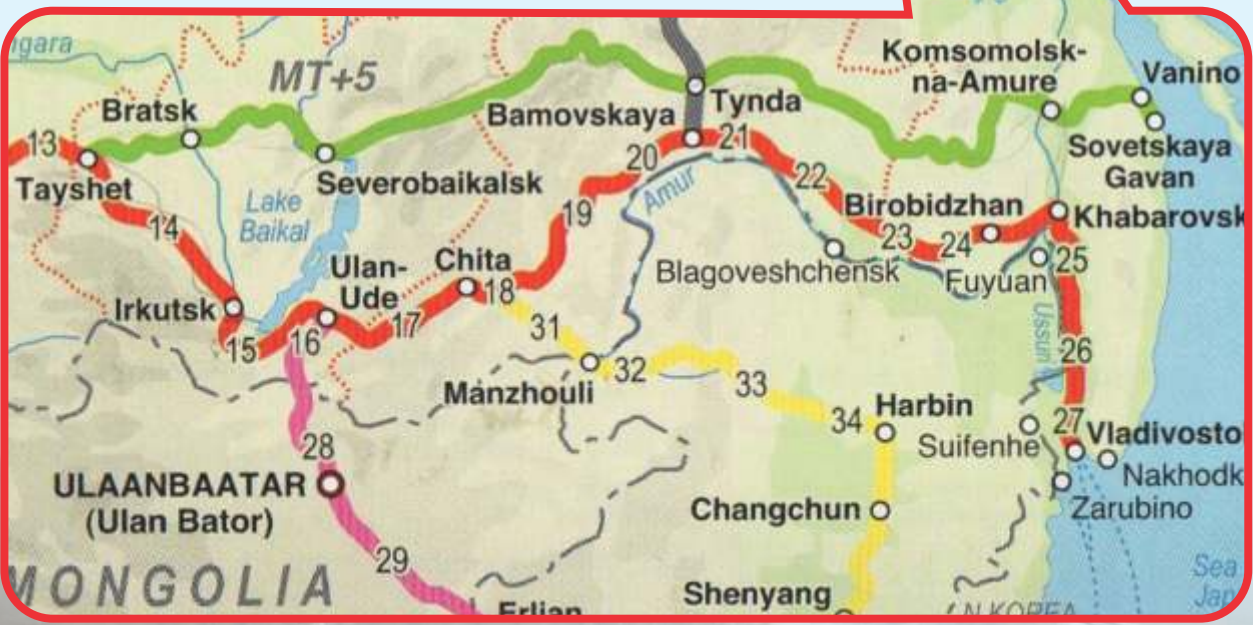 ngara
MT+5
Komsomolsk-
na-Amure
Vanino
Bratsk
Bamovskaya
Tynda
13
21
Tayshet
Severobaikalsk
20
22
Sovetskaya
Gavan
Lake
Baikal
Amur
14
19
Birobidzhan
Khabarovsk
23
24
Ulan-
Ude
Chita
Blagoveshchensk
Fuyuan
25
Irkutsk
18
17
31
15
16
Ussuri
26
Manzhouli
32
33
34
Harbin
27
Suifenhe
Vladivosto
28
Nakhodk
ULAANBAATAR
(Ulan Bator)
Changchun
Zarubino
29
MONGOLIA
Shenyang
Sea
Jap
Erlian
N KOREA